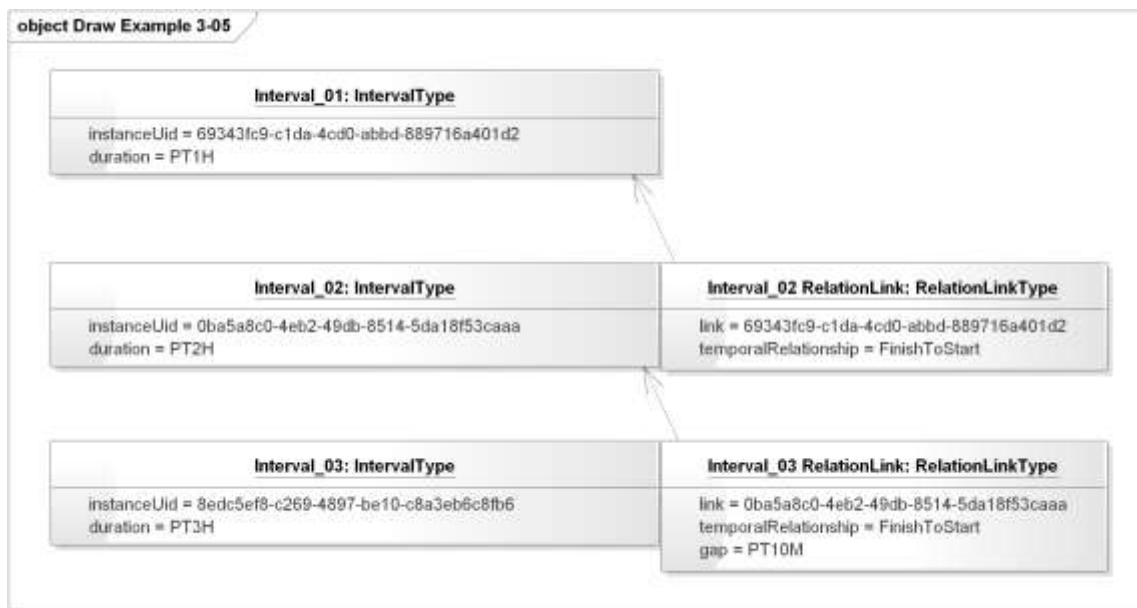 object Draw Example 3-05
Interval_01: IntervalType
instanceUid = 69343fc9-c1da-4cd0-abbd-889716a401d2
duration = PT1H
Interval_02: IntervalType
instanceUid = 0ba5a8c0-4eb2-49db-8514-5da18f53caaa
duration = PT2H
Interval_02 RelationLink: RelationLinkType
link = 69343fc9-c1da-4cd0-abbd-889716a401d2
temporalRelationship = FinishToStart
Interval_03: IntervalType
instanceUid = 8edc5ef8-c269-4897-be10-c8a3eb6c8fb6
duration = PT3H
Interval_03 RelationLink: RelationLinkType
link = 0ba5a8c0-4eb2-49db-8514-5da18f53caaa
temporalRelationship = FinishToStart
gap = PT10M